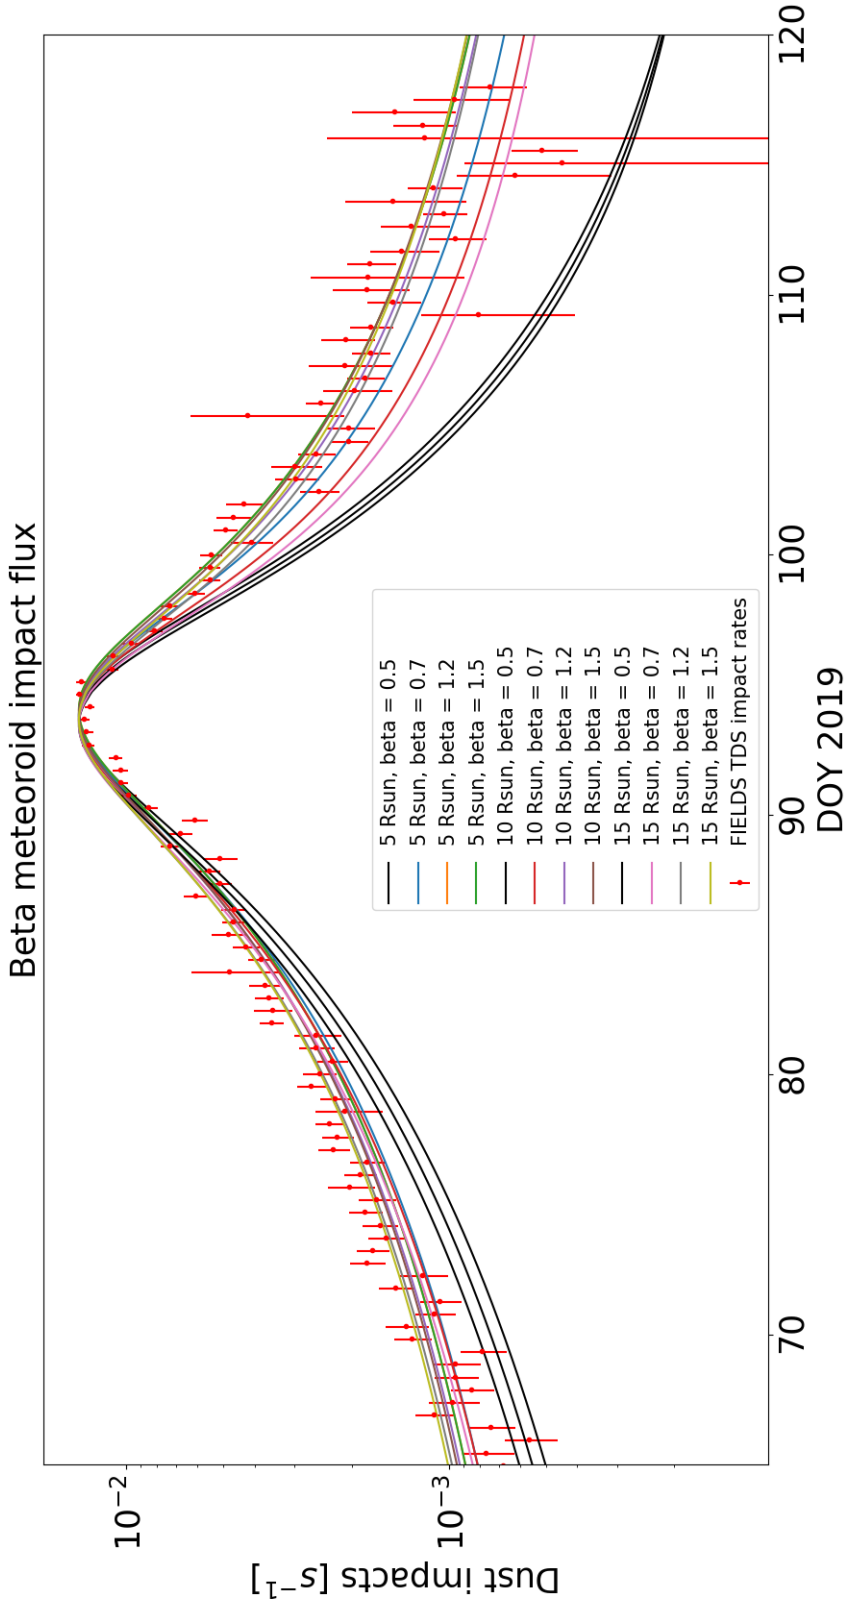 Beta meteoroid impact flux
Dust impacts [s⁻¹]
10⁻²
10⁻³
70
80
90
100
110
120
DOY 2019
5 Rsun, beta = 0.5
5 Rsun, beta = 0.7
5 Rsun, beta = 1.2
5 Rsun, beta = 1.5
10 Rsun, beta = 0.5
10 Rsun, beta = 0.7
10 Rsun, beta = 1.2
10 Rsun, beta = 1.5
15 Rsun, beta = 0.5
15 Rsun, beta = 0.7
15 Rsun, beta = 1.2
15 Rsun, beta = 1.5
FIELDS TDS impact rates